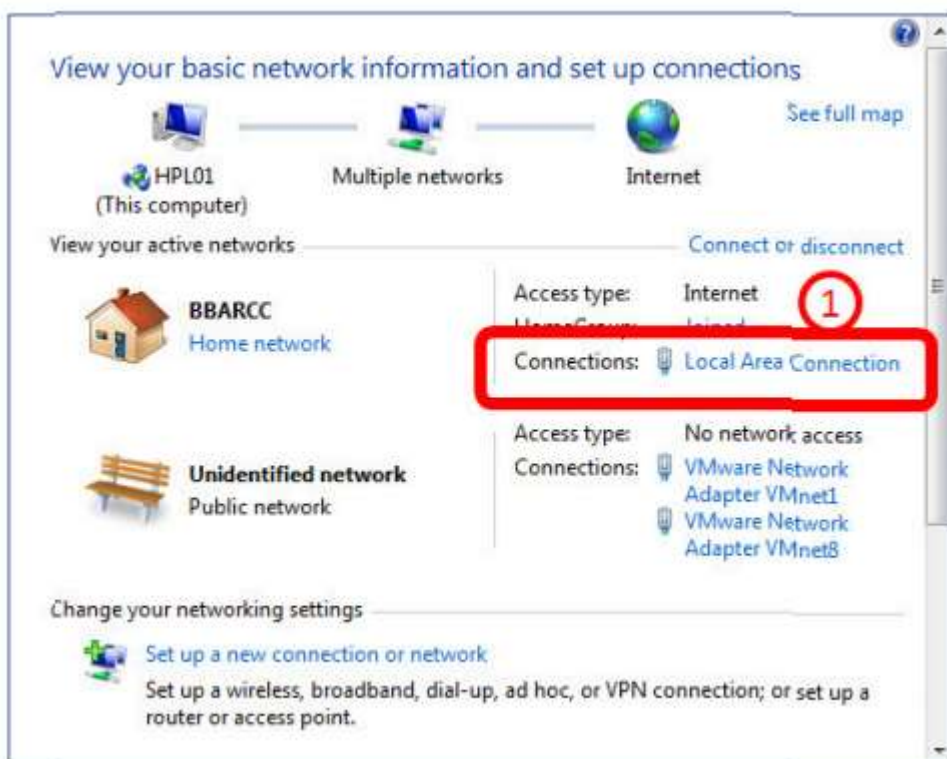 View your basic network information and set up connections
See full map
HPL01
(This computer)
Multiple networks
Internet
View your active networks
Connect or disconnect
BBARCC
Home network
Access type: Internet
1
HomeGroup: Joined
Connections: Local Area Connection
Unidentified network
Public network
Access type: No network access
Connections: VMware Network
Adapter VMnet1
VMware Network
Adapter VMnet8
Change your networking settings
Set up a new connection or network
Set up a wireless, broadband, dial-up, ad hoc, or VPN connection; or set up a
router or access point.